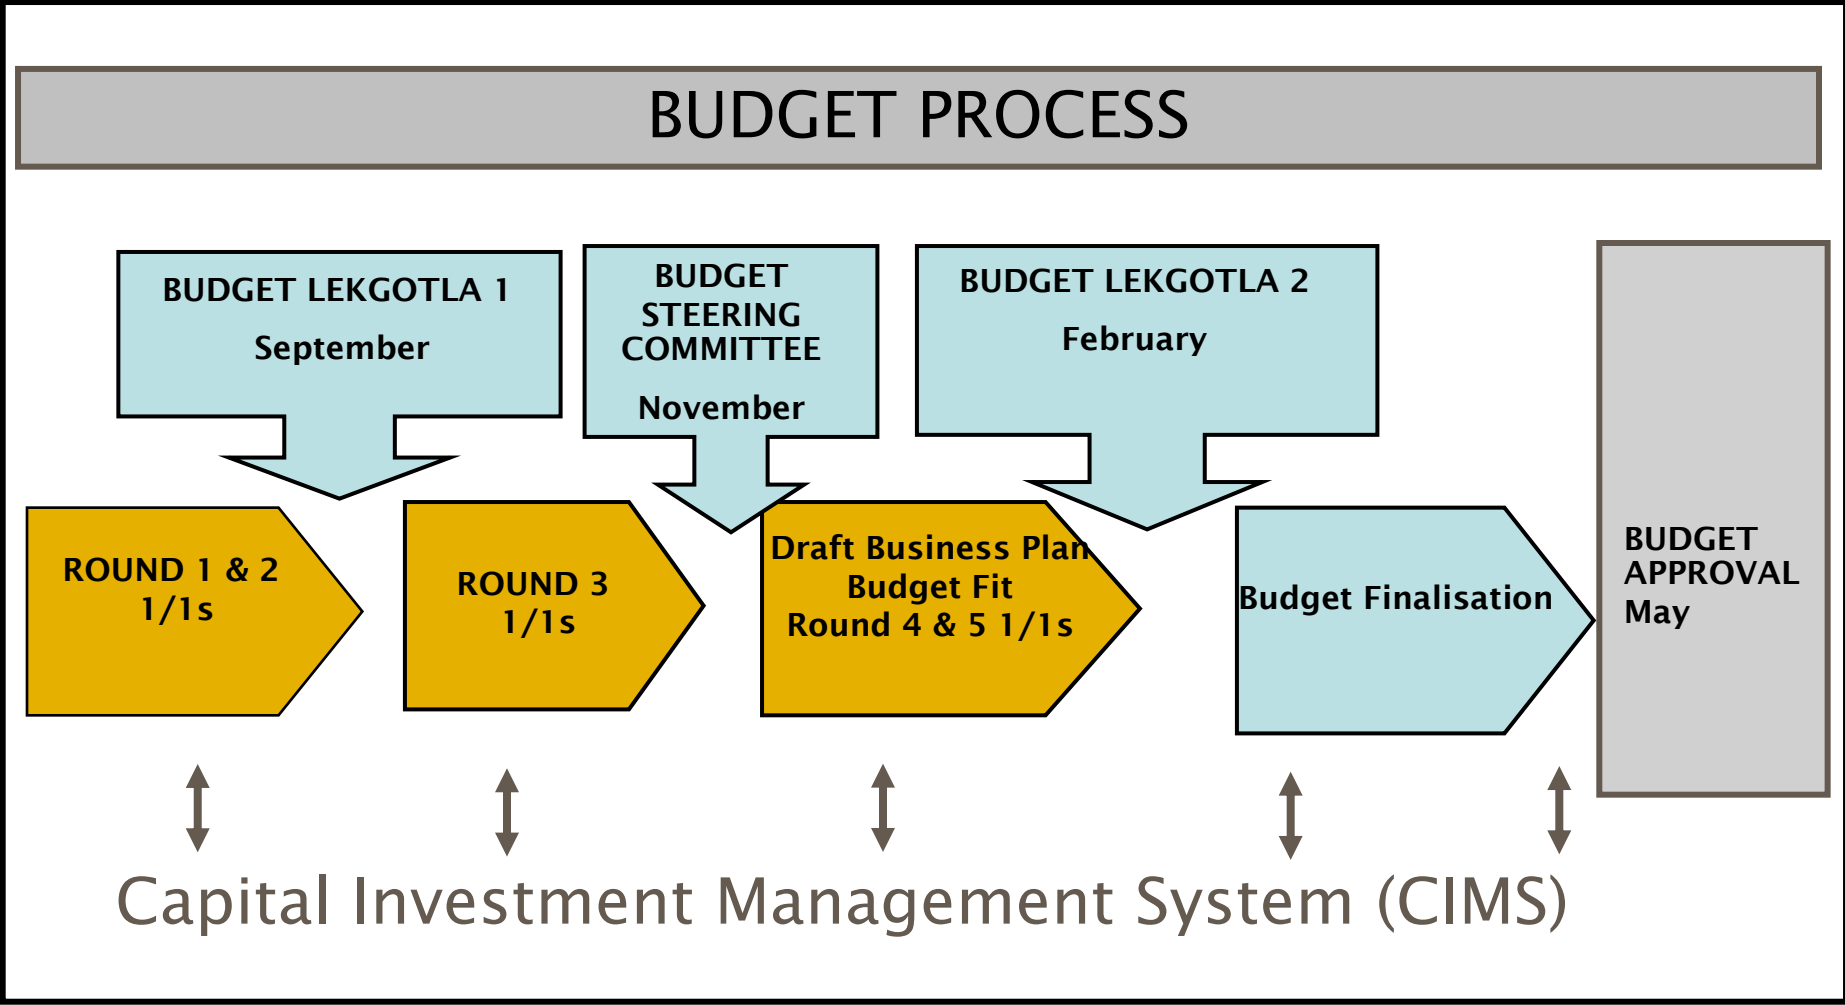 BUDGET PROCESS
BUDGET LEKGOTLA 1
September
BUDGET
STEERING
COMMITTEE
November
BUDGET LEKGOTLA 2
February
ROUND 1 & 2
1/1s
ROUND 3
1/1s
Draft Business Plan
Budget Fit
Round 4 & 5 1/1s
Budget Finalisation
BUDGET
APPROVAL
May
Capital Investment Management System (CIMS)